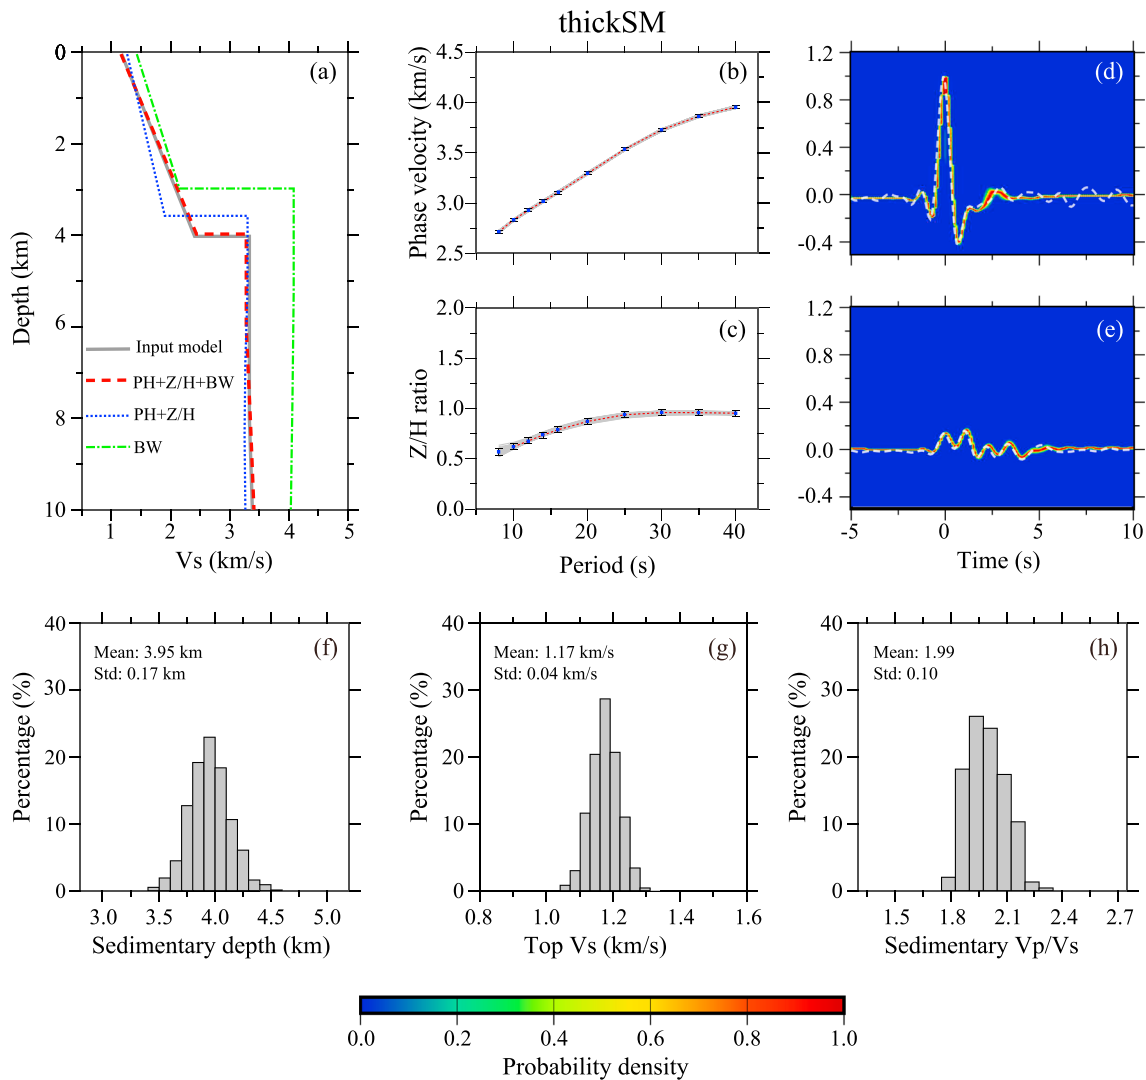 thickSM
(a)
0
2
4
6
8
10
Depth (km)
1
2
3
4
5
Vs (km/s)
Input model
PH+Z/H+BW
PH+Z/H
BW
(b)
4.5
4.0
3.5
3.0
2.5
Phase velocity (km/s)
(c)
2.0
1.5
1.0
0.5
0.0
Z/H ratio
10
20
30
40
Period (s)
(d)
1.2
0.8
0.4
0.0
-0.4
(e)
1.2
0.8
0.4
0.0
-0.4
-5
0
5
10
Time (s)
(f)
Mean: 3.95 km
Std: 0.17 km
40
30
20
10
0
Percentage (%)
3.0
3.5
4.0
4.5
5.0
Sedimentary depth (km)
(g)
Mean: 1.17 km/s
Std: 0.04 km/s
40
30
20
10
0
Percentage (%)
0.8
1.0
1.2
1.4
1.6
Top Vs (km/s)
(h)
Mean: 1.99
Std: 0.10
40
30
20
10
0
Percentage (%)
1.5
1.8
2.1
2.4
2.7
Sedimentary Vp/Vs
0.0
0.2
0.4
0.6
0.8
1.0
Probability density